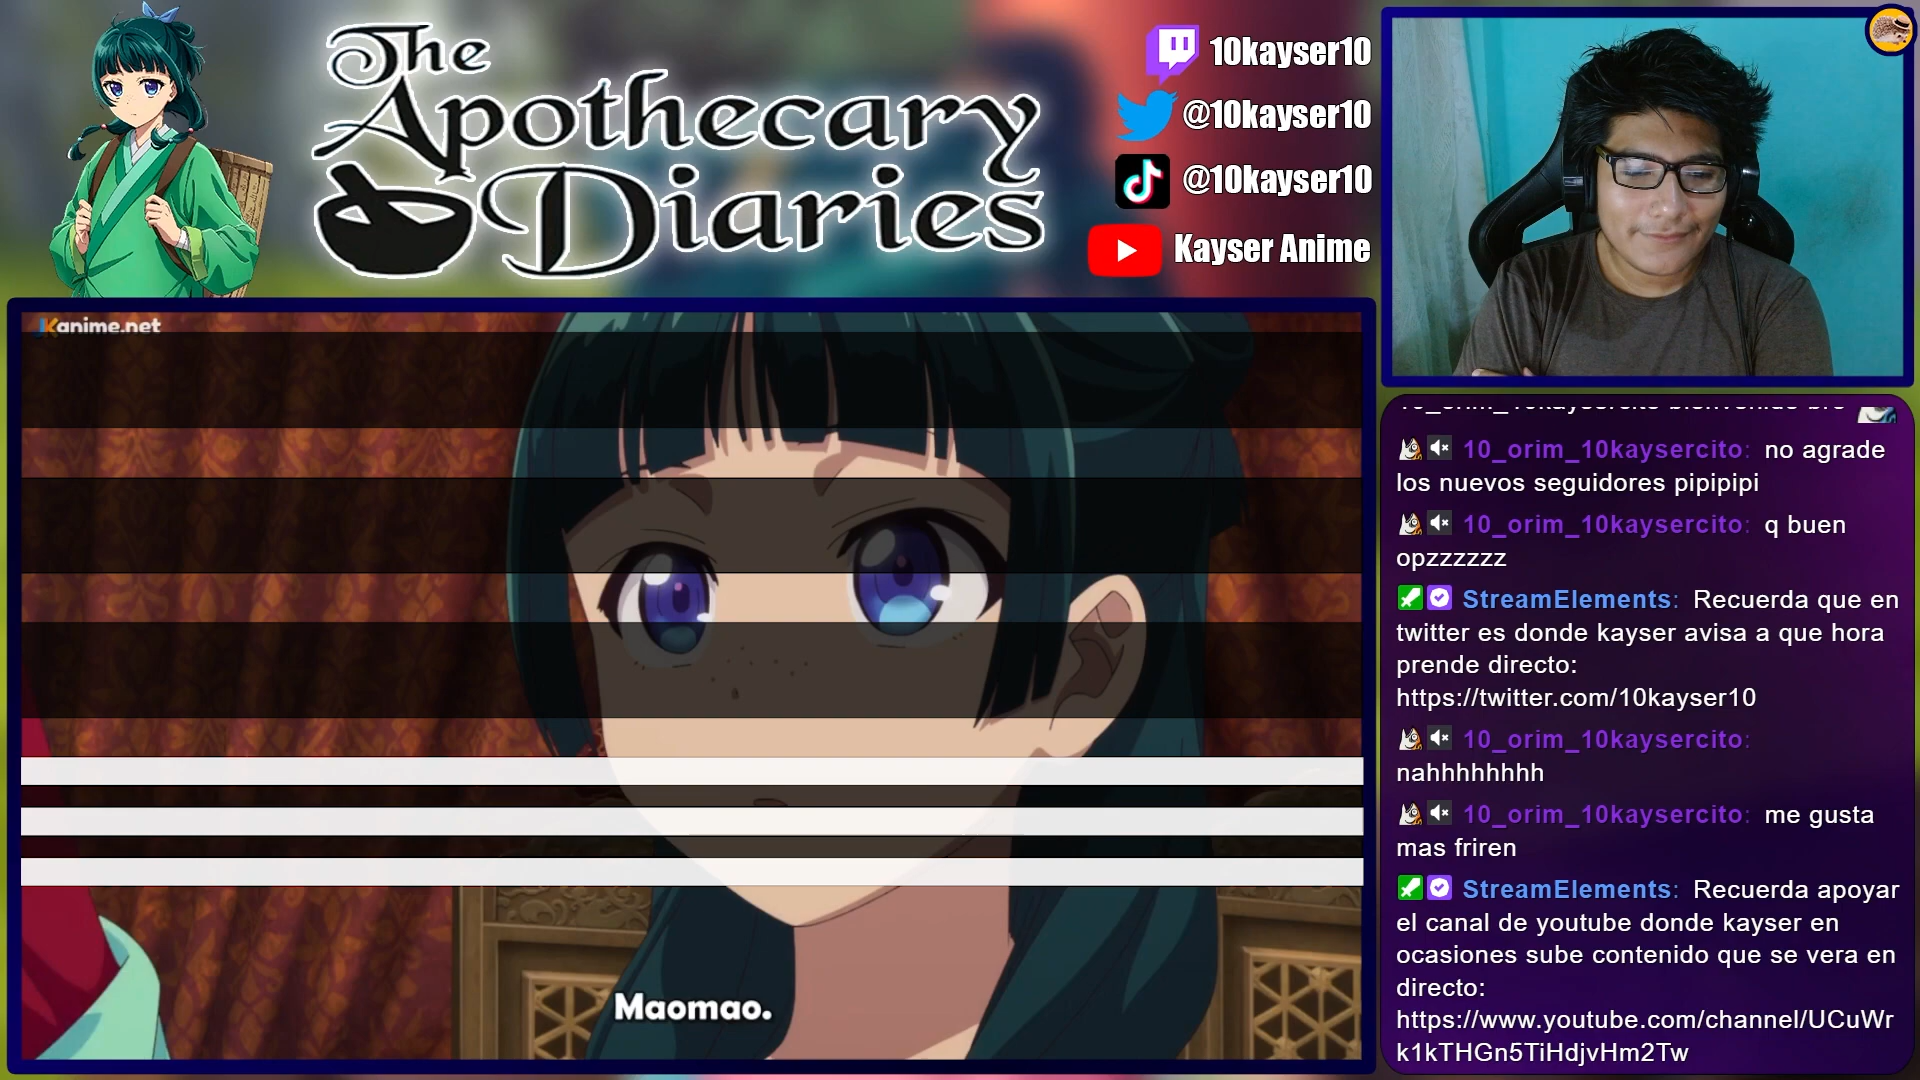 The
Apothecary
Diaries
10kayser10
@10kayser10
@10kayser10
Kayser Anime
Kanime.net
Maomao.
10_orim_10kaysercito bienvenido bro
10_orim_10kaysercito: no agrade
los nuevos seguidores pipipipi
10_orim_10kaysercito: q buen
opzzzzzz
StreamElements: Recuerda que en
twitter es donde kayser avisa a que hora
prende directo:
https://twitter.com/10kayser10
10_orim_10kaysercito:
nahhhhhhhh
10_orim_10kaysercito: me gusta
mas friren
StreamElements: Recuerda apoyar
el canal de youtube donde kayser en
ocasiones sube contenido que se vera en
directo:
https://www.youtube.com/channel/UCuWr
k1kTHGn5TiHdjvHm2Tw